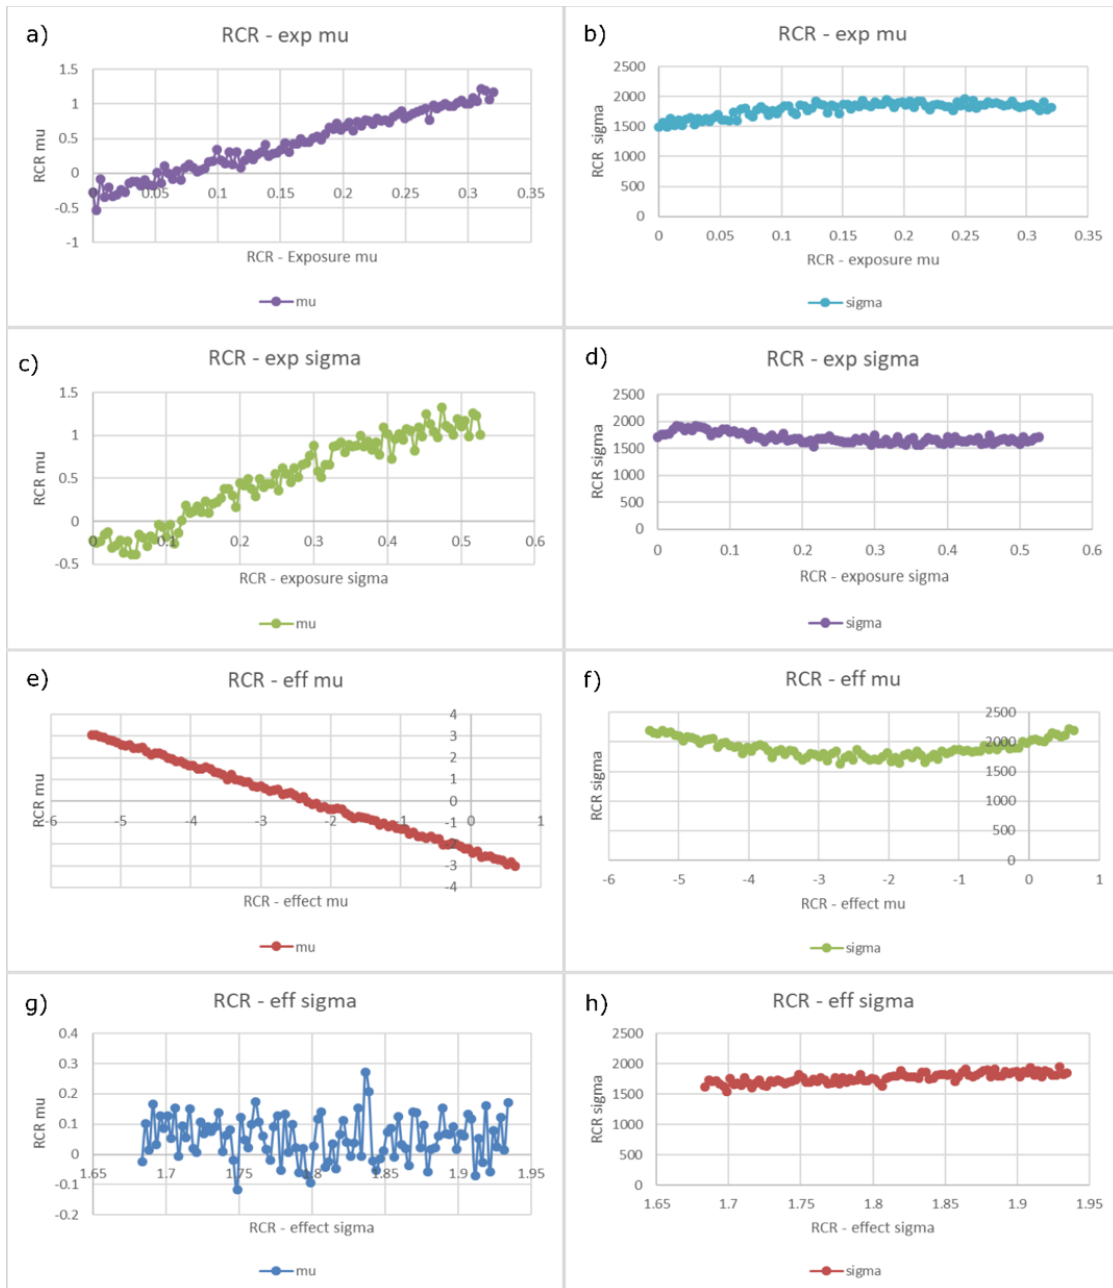 a)
RCR - exp mu
1.5
1
0.5
0
-0.5
-1
0 0.05 0.1 0.15 0.2 0.25 0.3 0.35
RCR mu
RCR - Exposure mu
mu
b)
RCR - exp mu
2500
2000
1500
1000
500
0
0 0.05 0.1 0.15 0.2 0.25 0.3 0.35
RCR sigma
RCR - exposure mu
sigma
c)
RCR - exp sigma
1.5
1
0.5
0
-0.5
0 0.1 0.2 0.3 0.4 0.5 0.6
RCR mu
RCR - exposure sigma
mu
d)
RCR - exp sigma
2500
2000
1500
1000
500
0
0 0.1 0.2 0.3 0.4 0.5 0.6
RCR sigma
RCR - exposure sigma
sigma
e)
RCR - eff mu
4
3
2
1
0
-1
-2
-3
-4
-6 -5 -4 -3 -2 -1 0 1
RCR mu
RCR - effect mu
mu
f)
RCR - eff mu
2500
2000
1500
1000
500
0
-6 -5 -4 -3 -2 -1 0 1
RCR sigma
RCR - effect mu
sigma
g)
RCR - eff sigma
0.4
0.3
0.2
0.1
0
-0.1
-0.2
1.65 1.7 1.75 1.8 1.85 1.9 1.95
RCR mu
RCR - effect sigma
mu
h)
RCR - eff sigma
2500
2000
1500
1000
500
0
1.65 1.7 1.75 1.8 1.85 1.9 1.95
RCR sigma
RCR - effect sigma
sigma